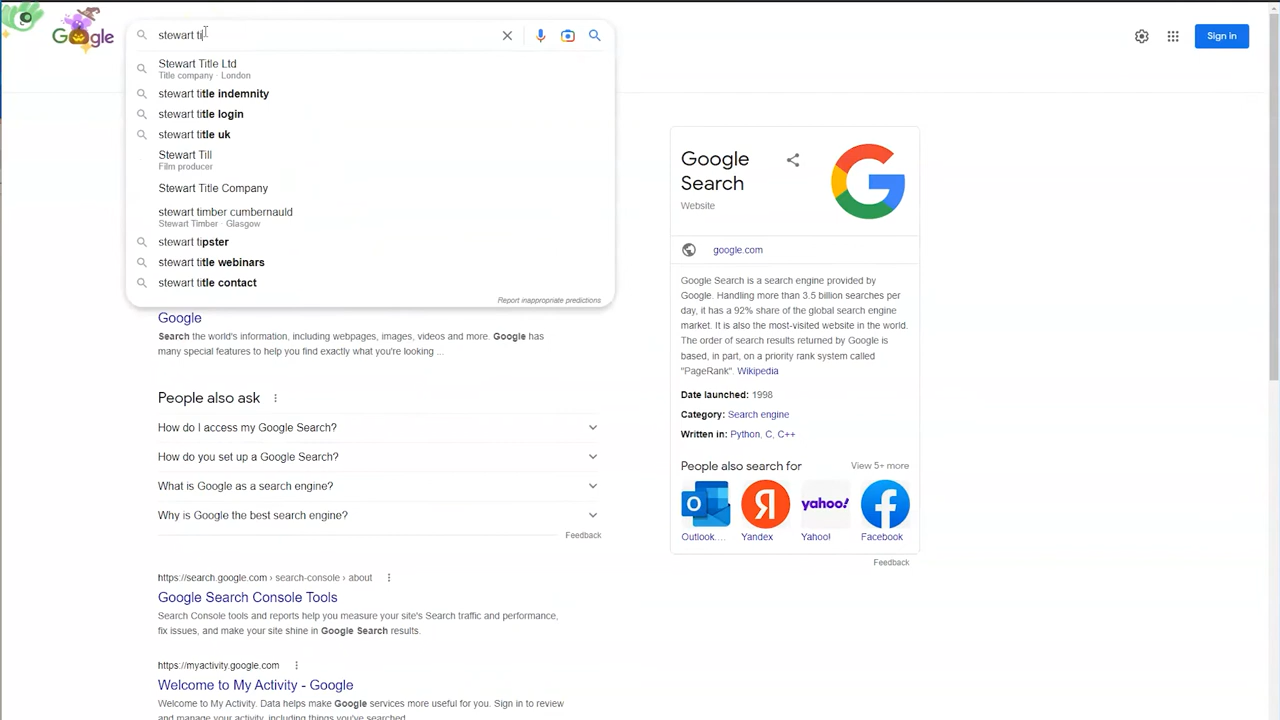 Google
stewart ti
Sign in
Stewart Title Ltd
Title company · London
stewart title indemnity
stewart title login
stewart title uk
Stewart Till
Film producer
Stewart Title Company
stewart timber cumbernauld
Stewart Timber · Glasgow
stewart tipster
stewart title webinars
stewart title contact
Report inappropriate predictions
Google
Search the world's information, including webpages, images, videos and more. Google has
many special features to help you find exactly what you're looking ...
People also ask
How do I access my Google Search?
How do you set up a Google Search?
What is Google as a search engine?
Why is Google the best search engine?
Feedback
https://search.google.com › search-console › about
Google Search Console Tools
Search Console tools and reports help you measure your site's Search traffic and performance,
fix issues, and make your site shine in Google Search results.
https://myactivity.google.com
Welcome to My Activity - Google
Welcome to My Activity. Data helps make Google services more useful for you. Sign in to review
and manage your activity, including things you've searched
Google
Search
Website
google.com
Google Search is a search engine provided by
Google. Handling more than 3.5 billion searches per
day, it has a 92% share of the global search engine
market. It is also the most-visited website in the world.
The order of search results returned by Google is
based, in part, on a priority rank system called
"PageRank". Wikipedia
Date launched: 1998
Category: Search engine
Written in: Python, C, C++
People also search for
View 5+ more
yahoo!
Outlook....
Yandex
Yahoo!
Facebook
Feedback